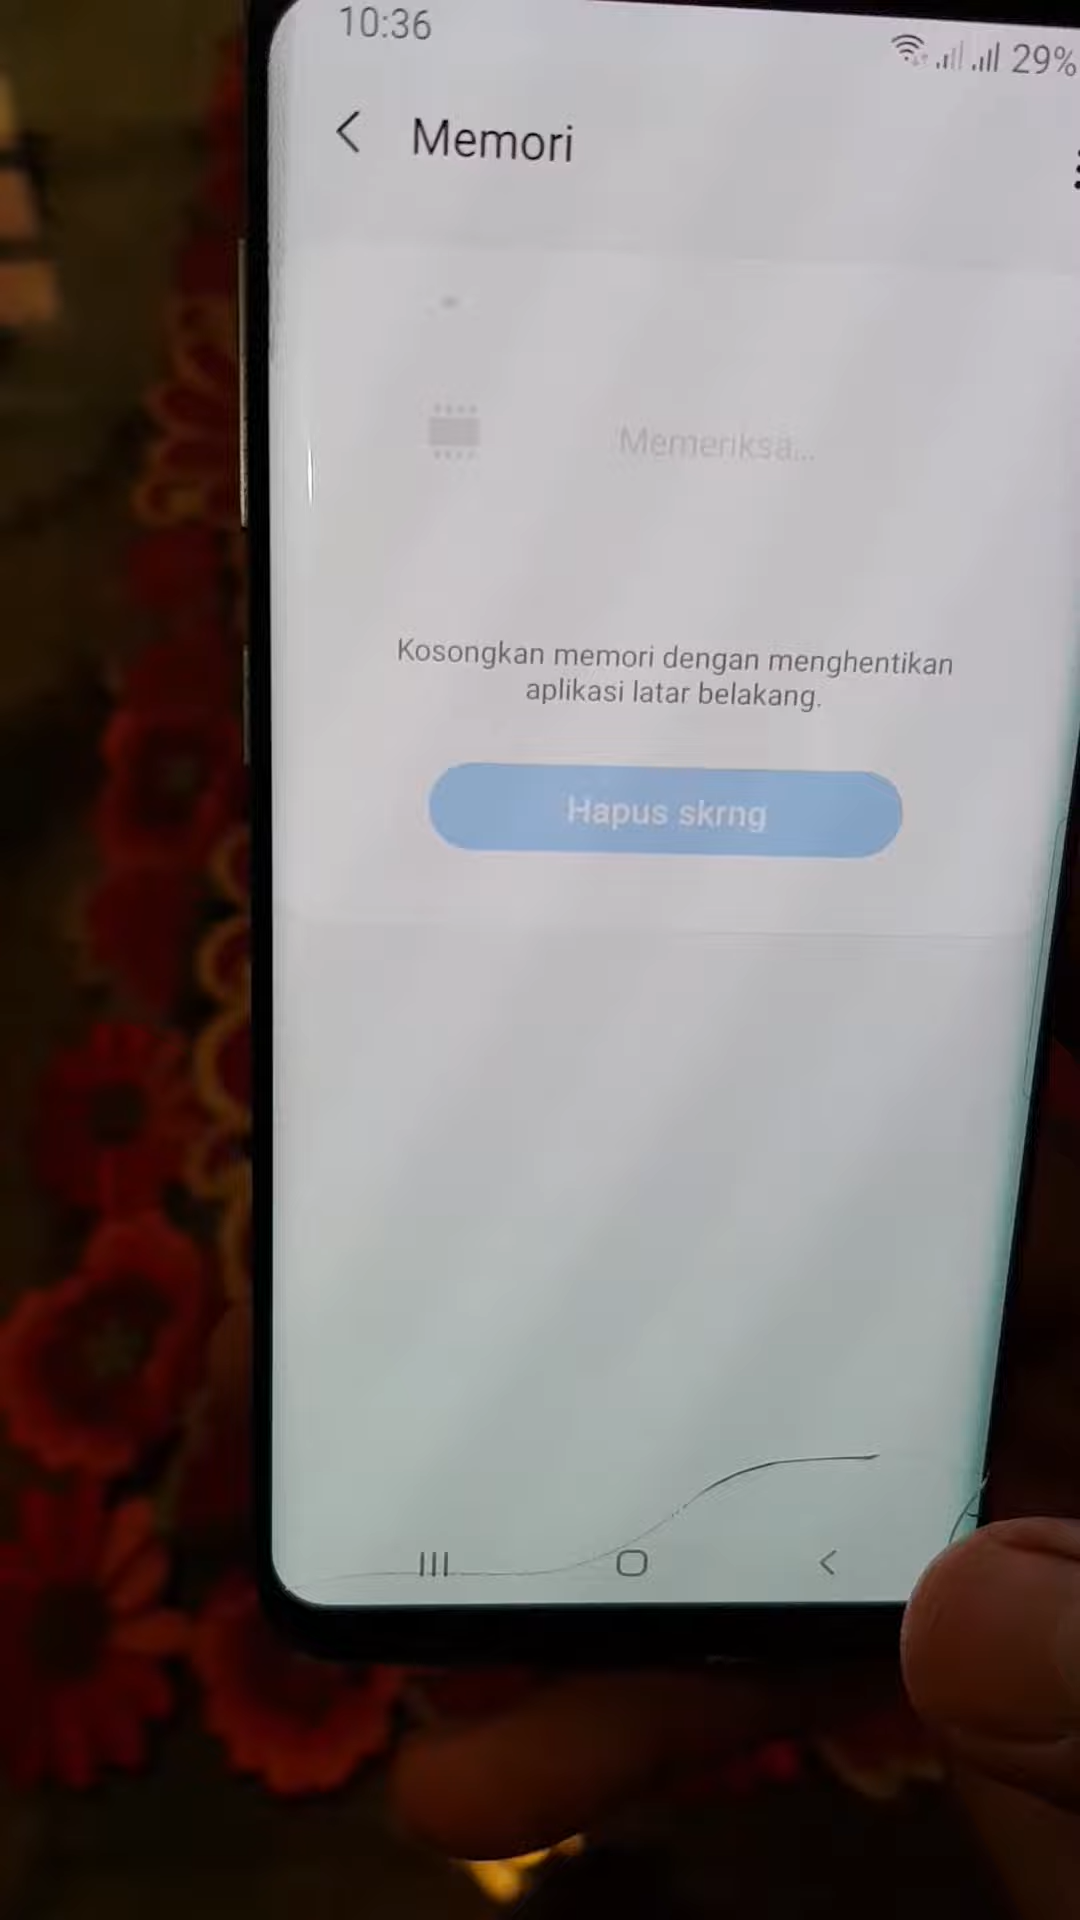 10:36
29%
Memori
Memeriksa...
Kosongkan memori dengan menghentikan
aplikasi latar belakang.
Hapus skrng